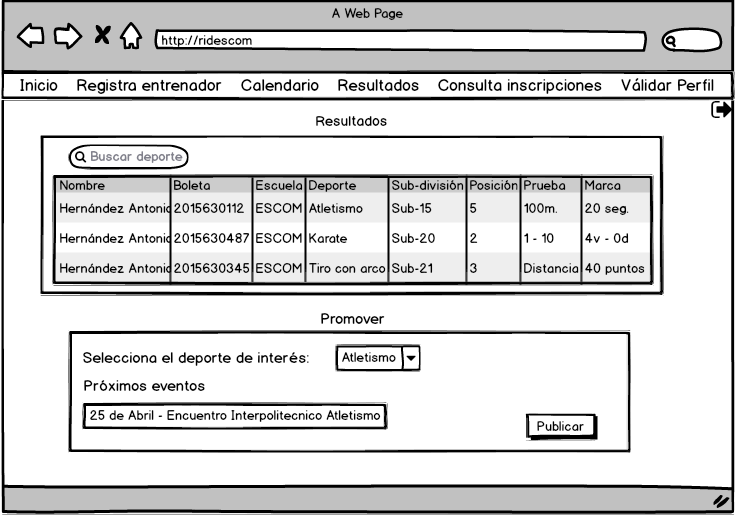 A Web Page
http://ridescom
Inicio Registra entrenador Calendario Resultados Consulta inscripciones Válidar Perfil
Resultados
Buscar deporte
Nombre Boleta Escuela Deporte Sub-división Posición Prueba Marca
Hernández Antonio 2015630112 ESCOM Atletismo Sub-15 5 100m. 20 seg.
Hernández Antonio 2015630487 ESCOM Karate Sub-20 2 1 - 10 4v - 0d
Hernández Antonio 2015630345 ESCOM Tiro con arco Sub-21 3 Distancia 40 puntos
Promover
Selecciona el deporte de interés: Atletismo
Próximos eventos
25 de Abril - Encuentro Interpolitecnico Atletismo
Publicar